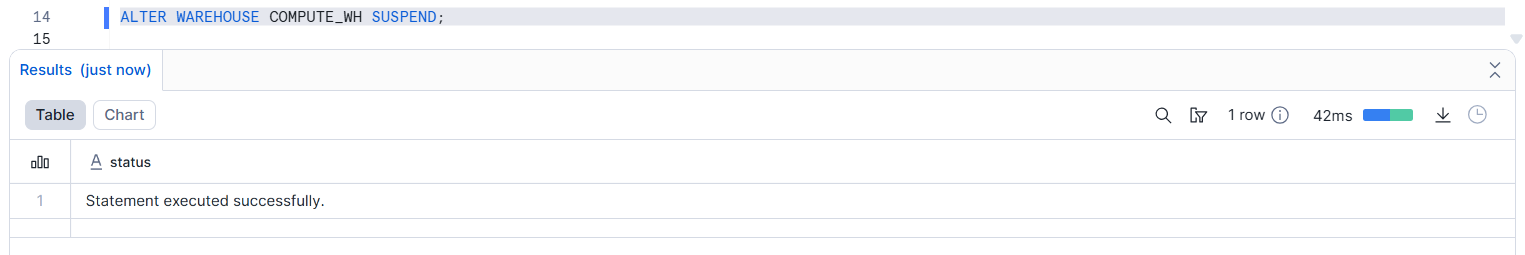 14 ALTER WAREHOUSE COMPUTE_WH SUSPEND;
15
Results (just now)
Table Chart 1 row 42ms
A status
1 Statement executed successfully.